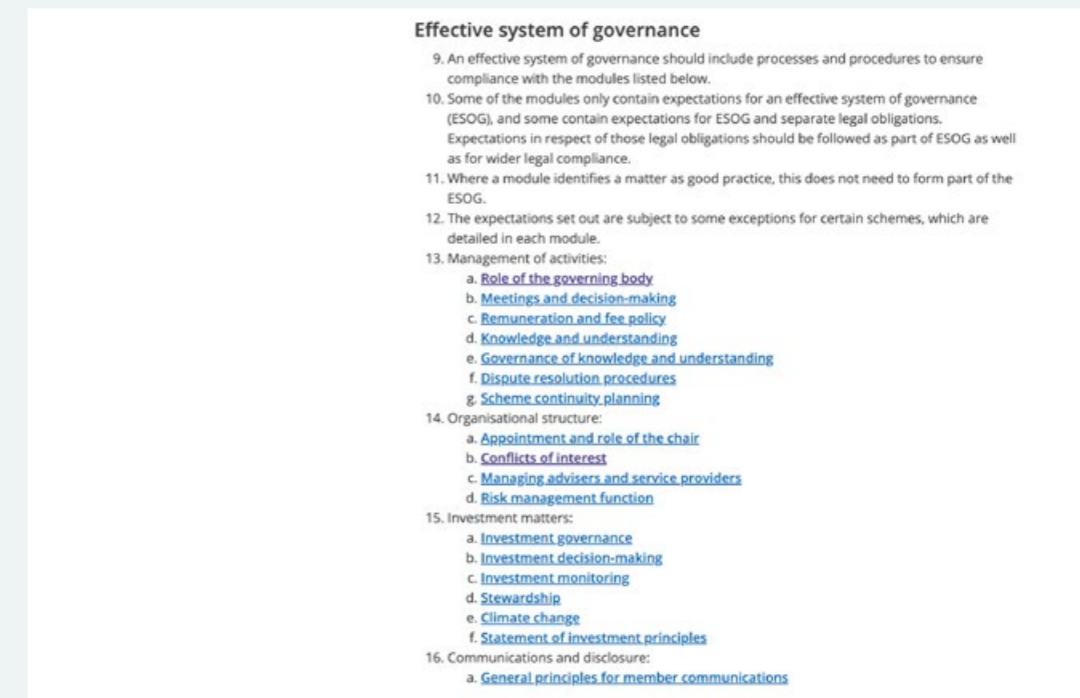 Effective system of governance
9. An effective system of governance should include processes and procedures to ensure
compliance with the modules listed below.
10. Some of the modules only contain expectations for an effective system of governance
(ESOG), and some contain expectations for ESOG and separate legal obligations.
Expectations in respect of those legal obligations should be followed as part of ESOG as well
as for wider legal compliance.
11. Where a module identifies a matter as good practice, this does not need to form part of the
ESOG.
12. The expectations set out are subject to some exceptions for certain schemes, which are
detailed in each module.
13. Management of activities:
a. Role of the governing body
b. Meetings and decision-making
c. Remuneration and fee policy
d. Knowledge and understanding
e. Governance of knowledge and understanding
f. Dispute resolution procedures
g. Scheme continuity planning
14. Organisational structure:
a. Appointment and role of the chair
b. Conflicts of interest
c. Managing advisers and service providers
d. Risk management function
15. Investment matters:
a. Investment governance
b. Investment decision-making
c. Investment monitoring
d. Stewardship
e. Climate change
f. Statement of investment principles
16. Communications and disclosure:
a. General principles for member communications